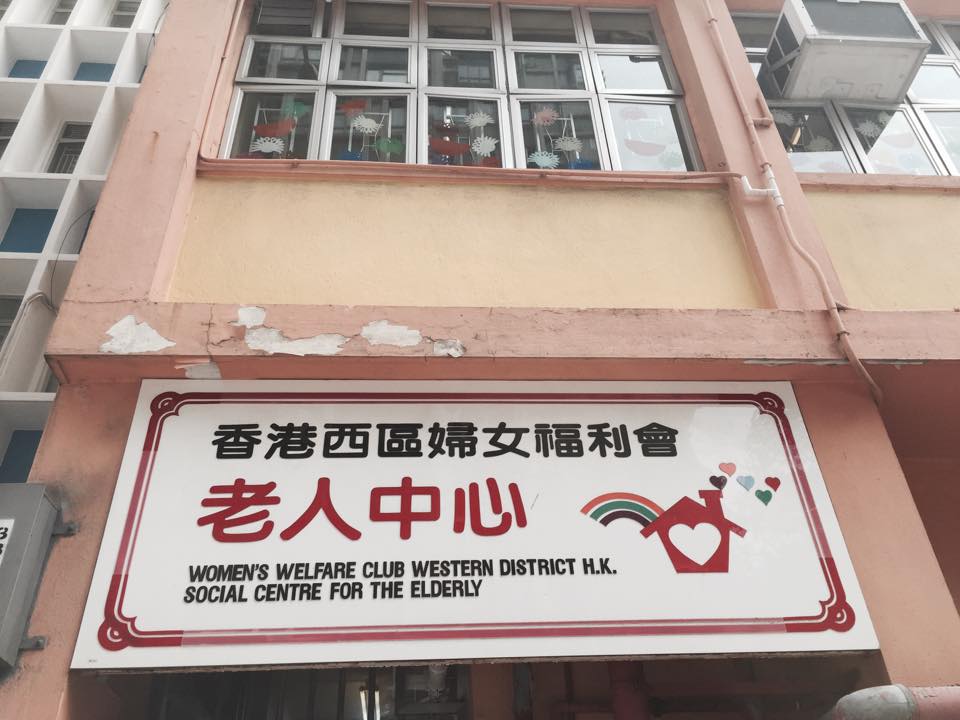 香港西區婦女福利會
老人中心
WOMEN'S WELFARE CLUB WESTERN DISTRICT H.K.
SOCIAL CENTRE FOR THE ELDERLY